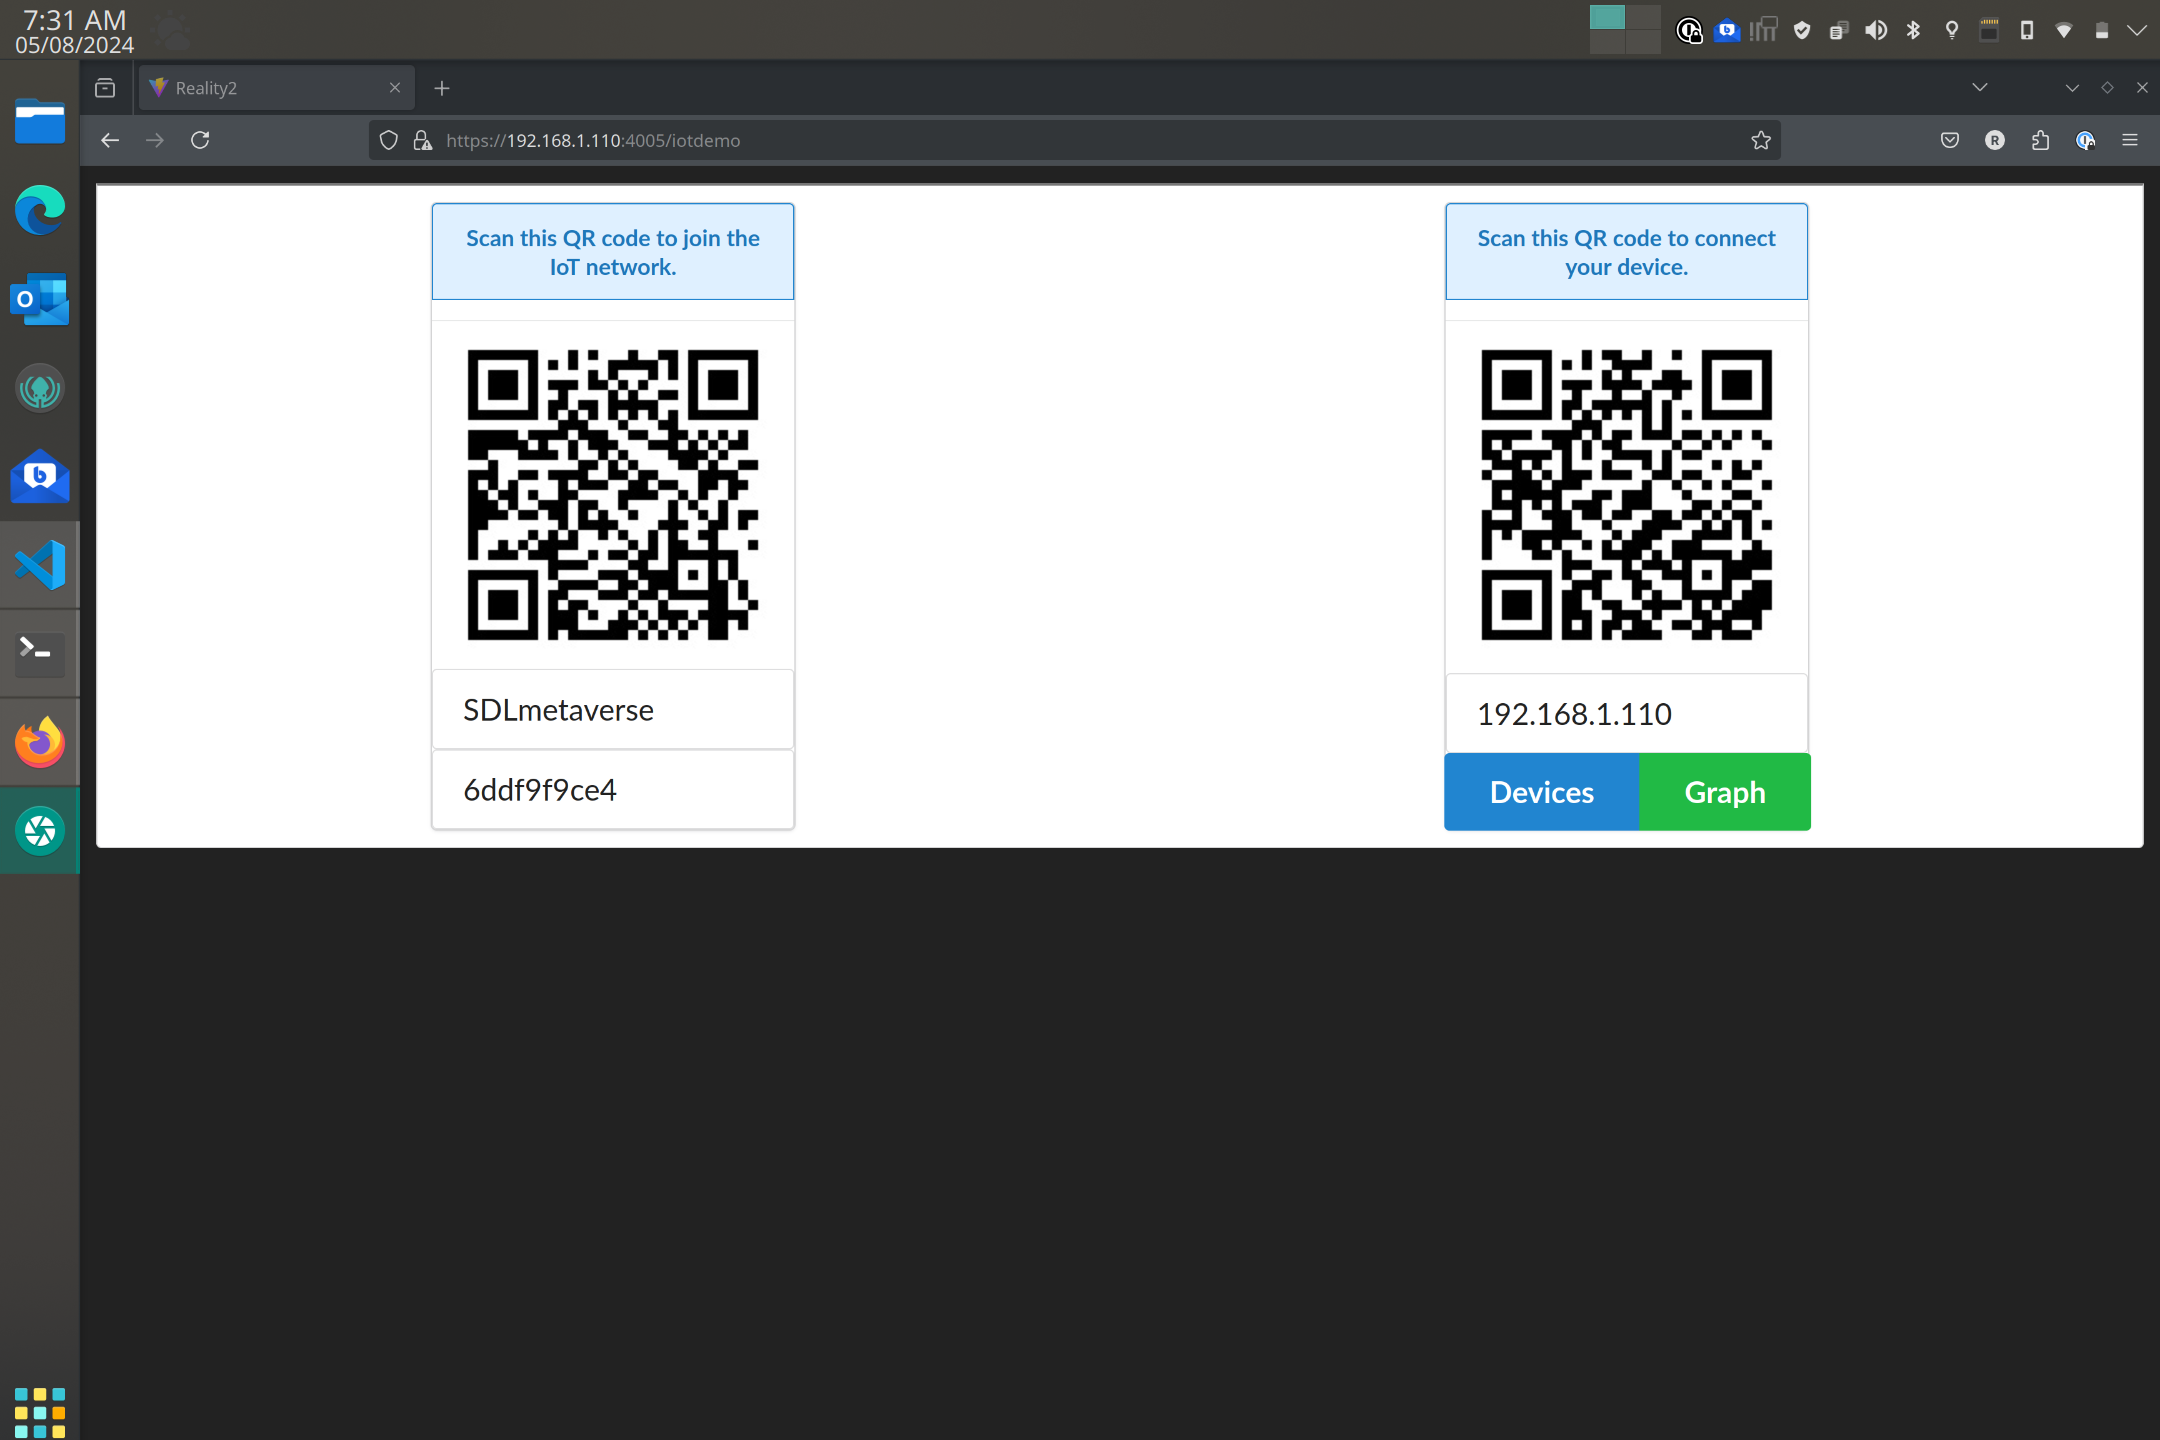 7:31 AM
05/08/2024
Reality2
https://192.168.1.110:4005/iotdemo
R
Scan this QR code to join the
IoT network.
Scan this QR code to connect
your device.
SDLmetaverse
6ddf9f9ce4
192.168.1.110
Devices
Graph